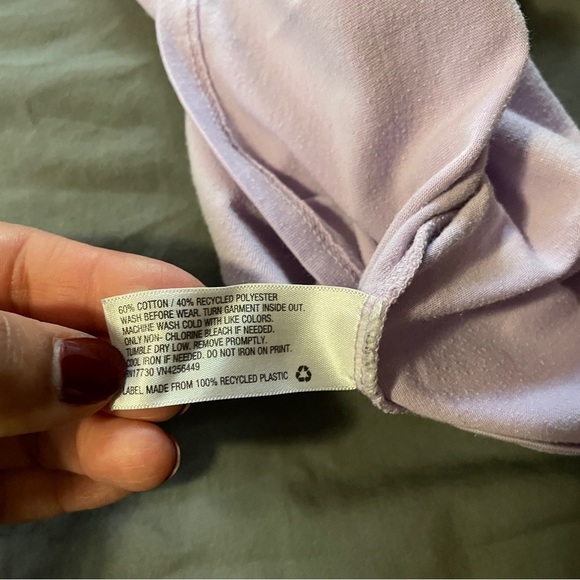 60% COTTON / 40% RECYCLED POLYESTER
WASH BEFORE WEAR. TURN GARMENT INSIDE OUT.
MACHINE WASH COLD WITH LIKE COLORS.
ONLY NON- CHLORINE BLEACH IF NEEDED.
TUMBLE DRY LOW. REMOVE PROMPTLY.
COOL IRON IF NEEDED. DO NOT IRON ON PRINT.
RN17730 VN4256449
LABEL MADE FROM 100% RECYCLED PLASTIC